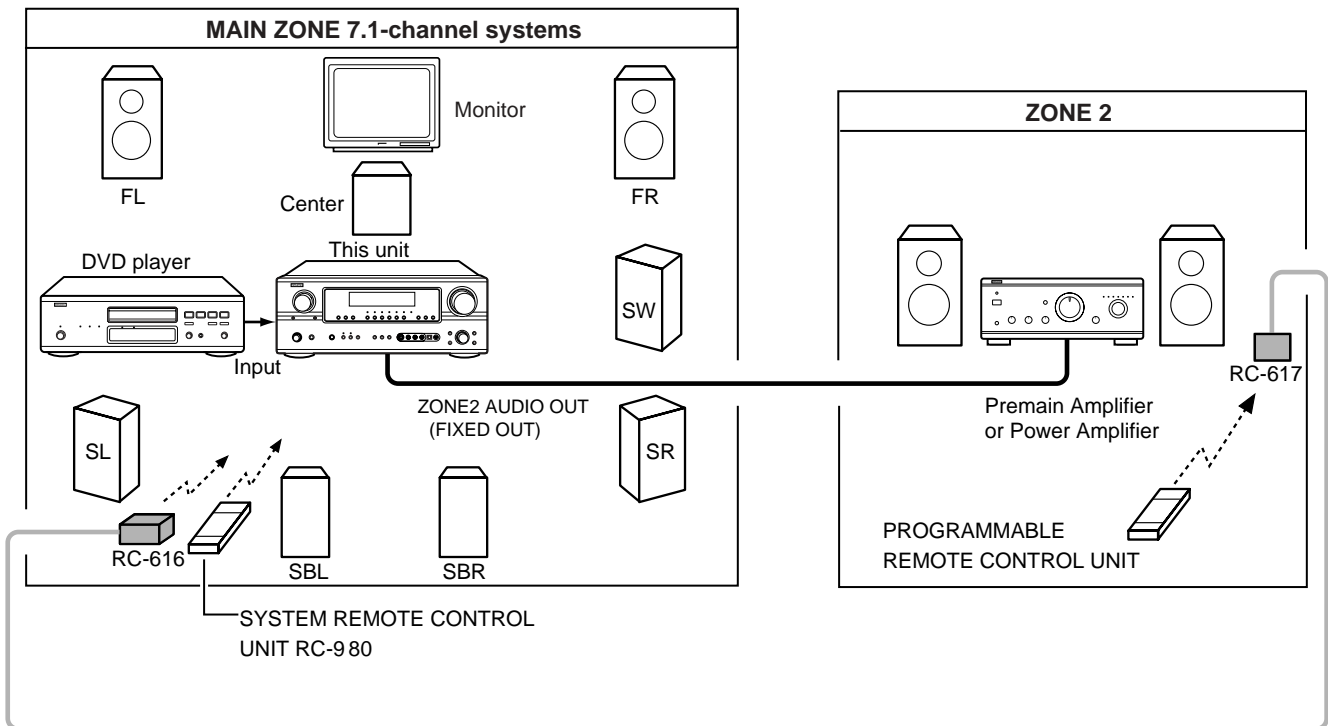 MAIN ZONE 7.1-channel systems
Monitor
FL
Center
FR
This unit
DVD player
Input
SW
ZONE2 AUDIO OUT
(FIXED OUT)
SL
SR
RC-616
SBL
SBR
SYSTEM REMOTE CONTROL
UNIT RC-980
ZONE 2
RC-617
Premain Amplifier
or Power Amplifier
PROGRAMMABLE
REMOTE CONTROL UNIT